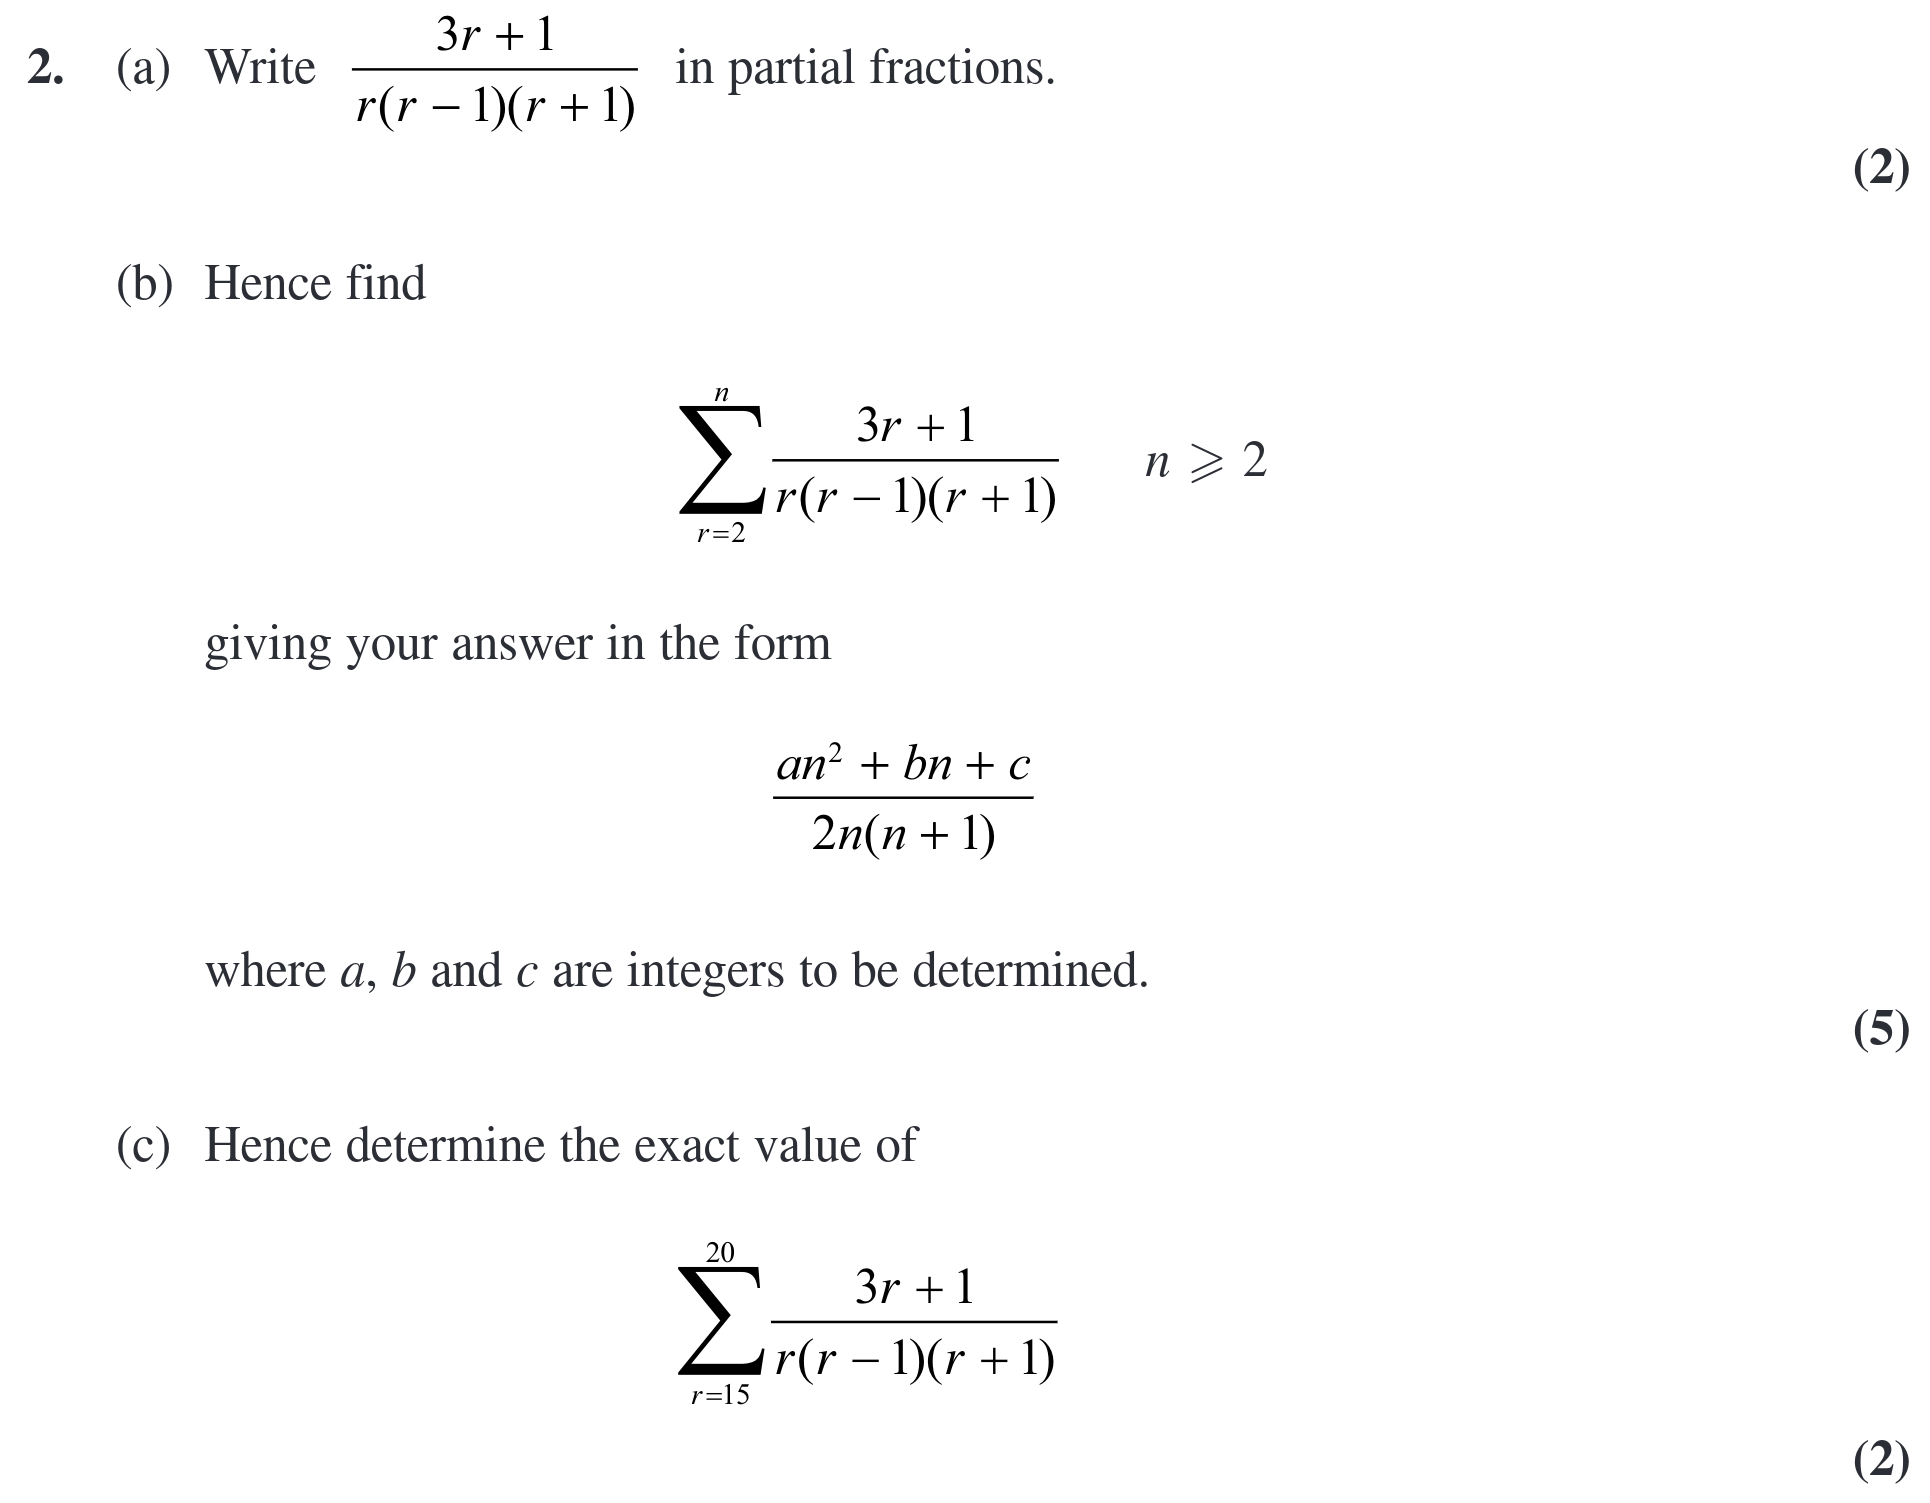 2. (a) Write \frac{3r + 1}{r(r − 1)(r + 1)} in partial fractions.
(2)
(b) Hence find
\sum_{r=2}^{n} \frac{3r + 1}{r(r − 1)(r + 1)} n ⩾ 2
giving your answer in the form
\frac{an^2 + bn + c}{2n(n + 1)}
where a, b and c are integers to be determined.
(5)
(c) Hence determine the exact value of
\sum_{r=15}^{20} \frac{3r + 1}{r(r − 1)(r + 1)}
(2)